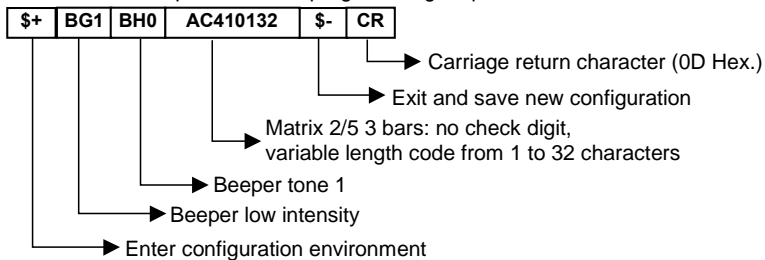 $+ BG1 BH0 AC410132 $- CR
Carriage return character (0D Hex.)
Exit and save new configuration
Matrix 2/5 3 bars: no check digit,
variable length code from 1 to 32 characters
Beeper tone 1
Beeper low intensity
Enter configuration environment